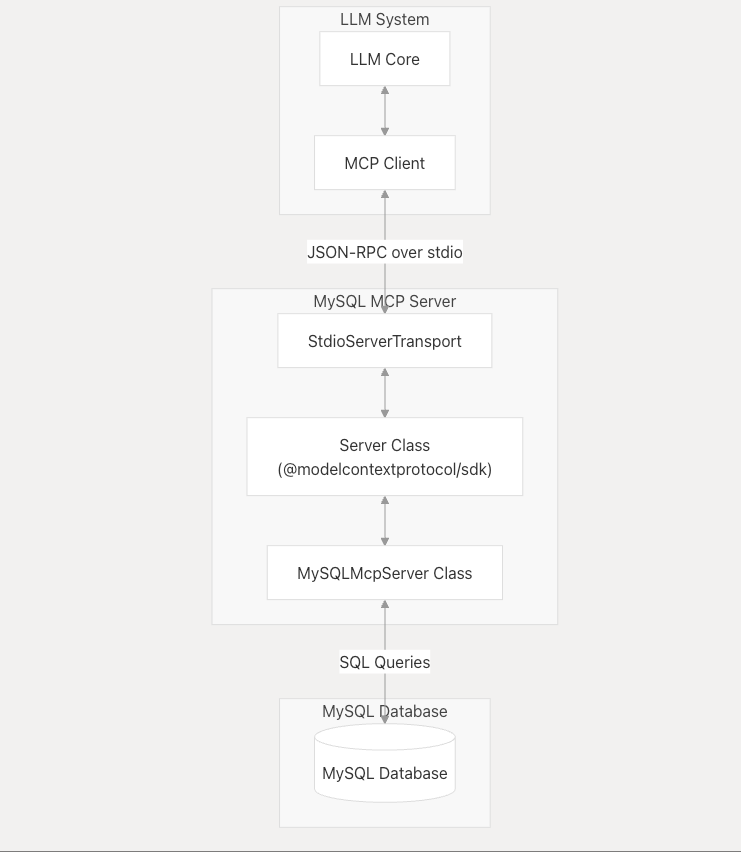 LLM System
LLM Core
MCP Client
JSON-RPC over stdio
MySQL MCP Server
StdioServerTransport
Server Class
(@modelcontextprotocol/sdk)
MySQLMcpServer Class
SQL Queries
MySQL Database
MySQL Database